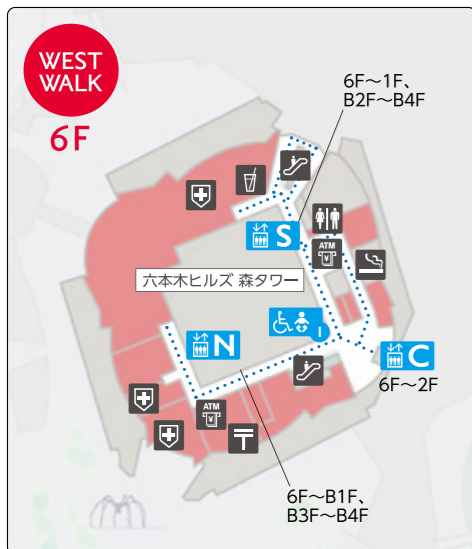 WEST
WALK
6F
6F～1F、
B2F～B4F
S
ATM
¥
六本木ヒルズ 森タワー
i
N
C
6F～2F
ATM
¥
〒
6F～B1F、
B3F～B4F